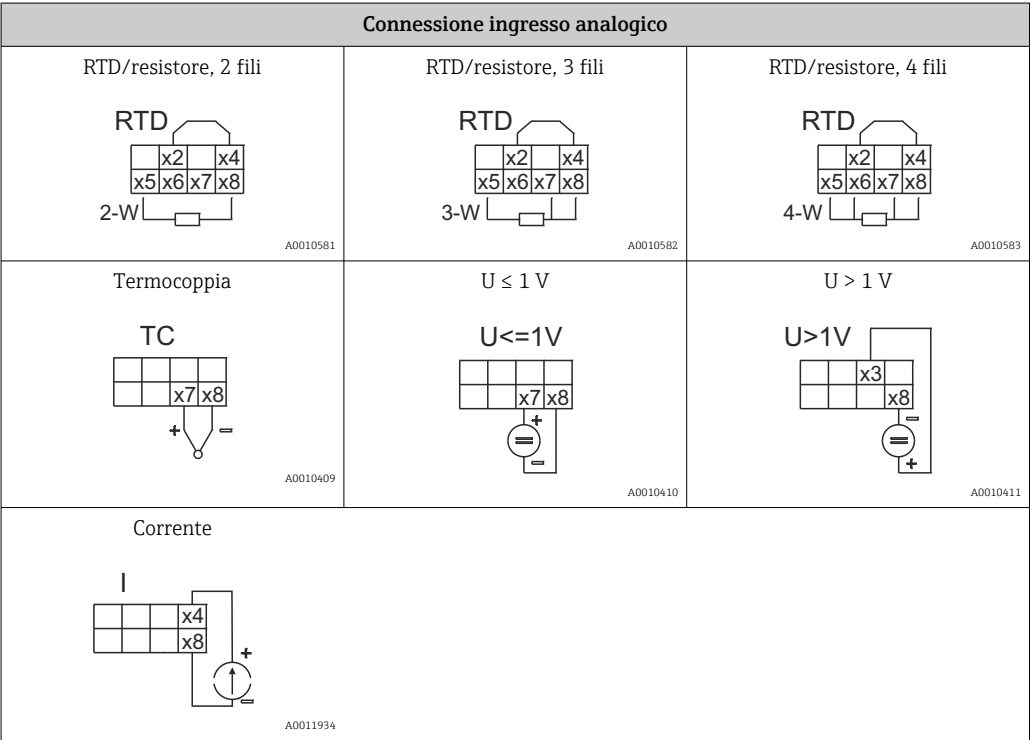 Connessione ingresso analogico
RTD/resistore, 2 fili
RTD
x2 x4
x5 x6 x7 x8
2-W
A0010581
RTD/resistore, 3 fili
RTD
x2 x4
x5 x6 x7 x8
3-W
A0010582
RTD/resistore, 4 fili
RTD
x2 x4
x5 x6 x7 x8
4-W
A0010583
Termocoppia
TC
x7 x8
+ −
A0010409
U ≤ 1 V
U<=1V
x7 x8
+
=
−
A0010410
U > 1 V
U>1V
x3
x8
−
=
+
A0010411
Corrente
I
x4
x8
+
−
A0011934